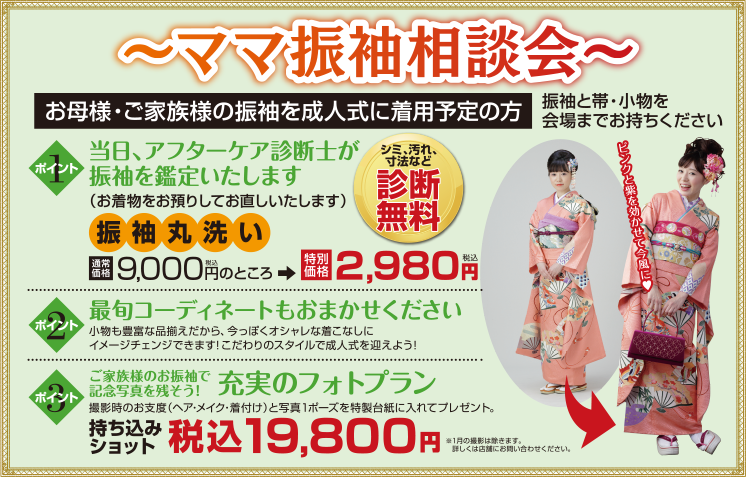 ～ママ振袖相談会～
お母様・ご家族様の振袖を成人式に着用予定の方
振袖と帯・小物を
会場までお持ちください
ポイント1
当日、アフターケア診断士が
振袖を鑑定いたします
(お着物をお預りしてお直しいたします)
シミ、汚れ、
寸法など
診断
無料
振袖丸洗い
通常価格 9,000円税込のところ ➡ 特別価格 2,980円税込
ピンクと紫を効かせて今風に♥
ポイント2
最旬コーディネートもおまかせください
小物も豊富な品揃えだから、今っぽくオシャレな着こなしに
イメージチェンジできます!こだわりのスタイルで成人式を迎えよう!
ポイント3
ご家族様のお振袖で
記念写真を残そう!
充実のフォトプラン
撮影時のお支度(ヘア・メイク・着付け)と写真1ポーズを特製台紙に入れてプレゼント。
持ち込み
ショット
税込19,800円
※1月の撮影は除きます。
詳しくは店舗にお問い合わせください。